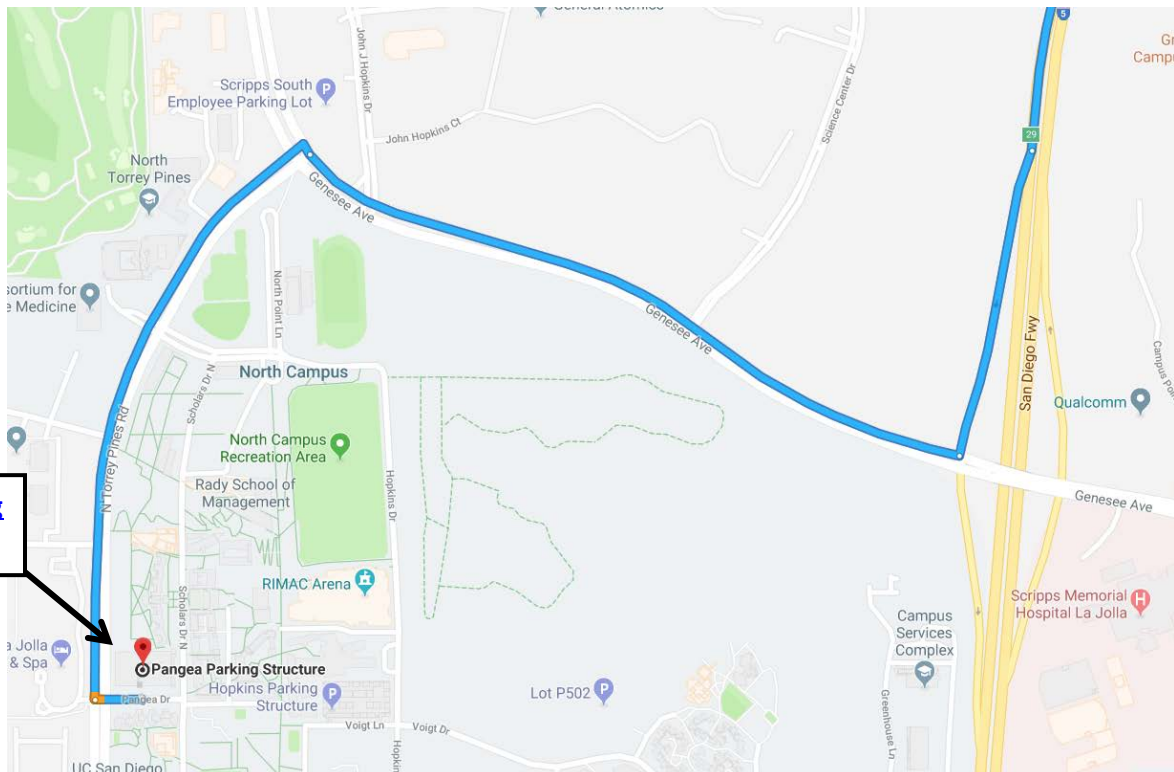 General Atomics
5
Scripps South
Employee Parking Lot
John J Hopkins Dr
John Hopkins Ct
Science Center Dr
29
North
Torrey Pines
Genesee Ave
San Diego Fwy
North Point Ln
Genesee Ave
North Campus
Scholars Dr N
Qualcomm
N Torrey Pines Rd
North Campus
Recreation Area
Rady School of
Management
Hopkins Dr
Genesee Ave
RIMAC Arena
Scholars Dr N
Scripps Memorial
Hospital La Jolla
H
Campus
Services
Complex
Jolla
& Spa
Pangea Parking Structure
Pangea Dr
Hopkins Parking
Structure
P
Lot P502
P
Voigt Ln
Voigt Dr
Greenhouse Ln
UC San Diego